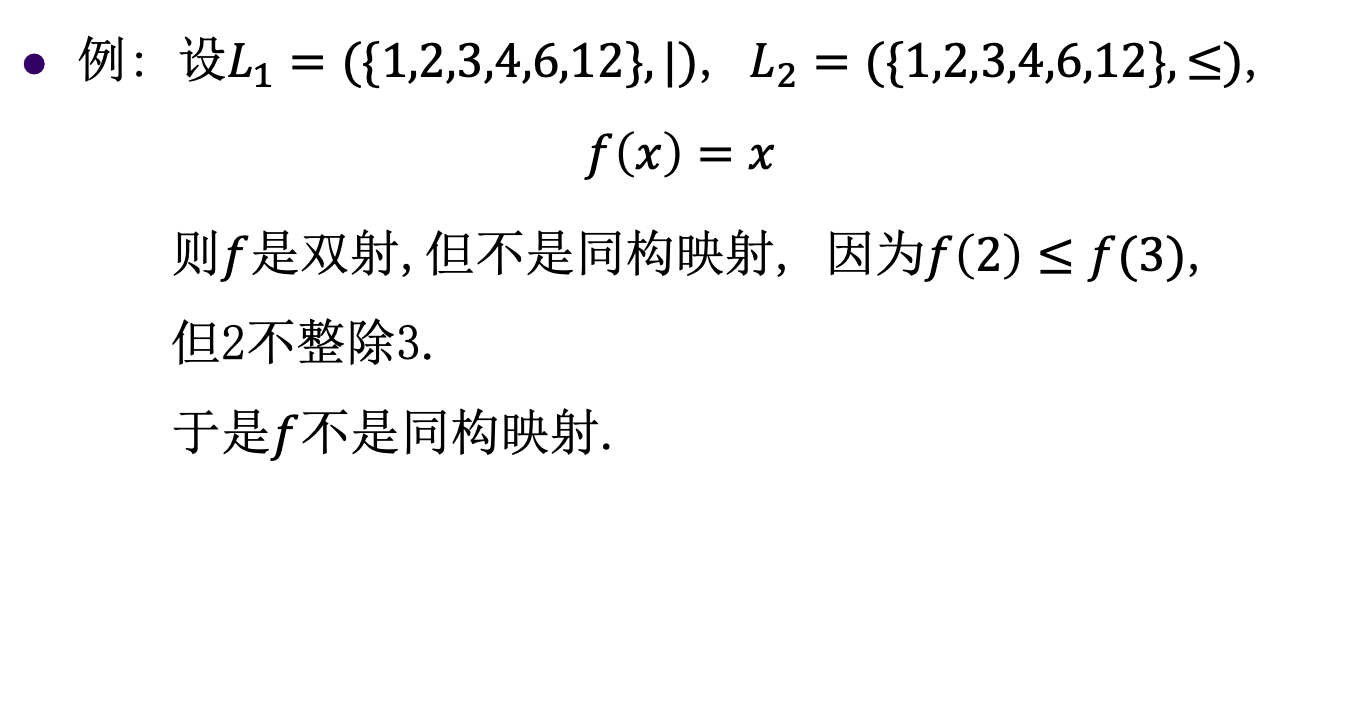 ● 例：设L₁ = ({1,2,3,4,6,12},|)，L₂ = ({1,2,3,4,6,12},≤),
f(x) = x
则f是双射,但不是同构映射，因为f(2) ≤ f(3),
但2不整除3.
于是f不是同构映射.